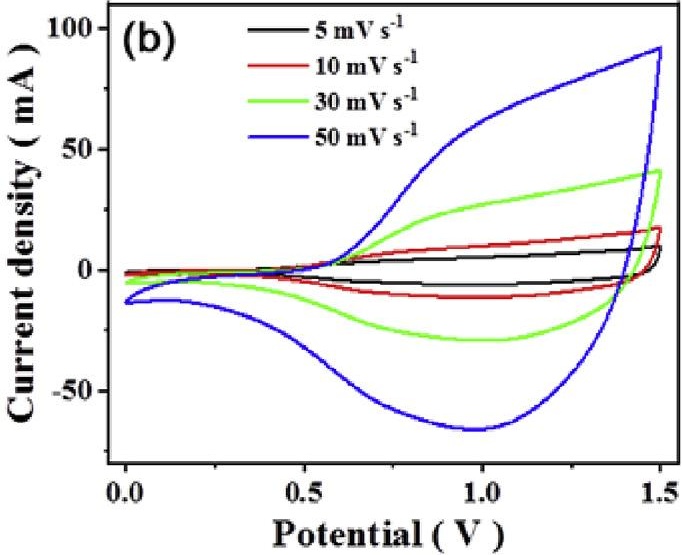 (b)
5 mV s⁻¹
10 mV s⁻¹
30 mV s⁻¹
50 mV s⁻¹
Current density ( mA )
100
50
0
-50
0.0 0.5 1.0 1.5
Potential ( V )